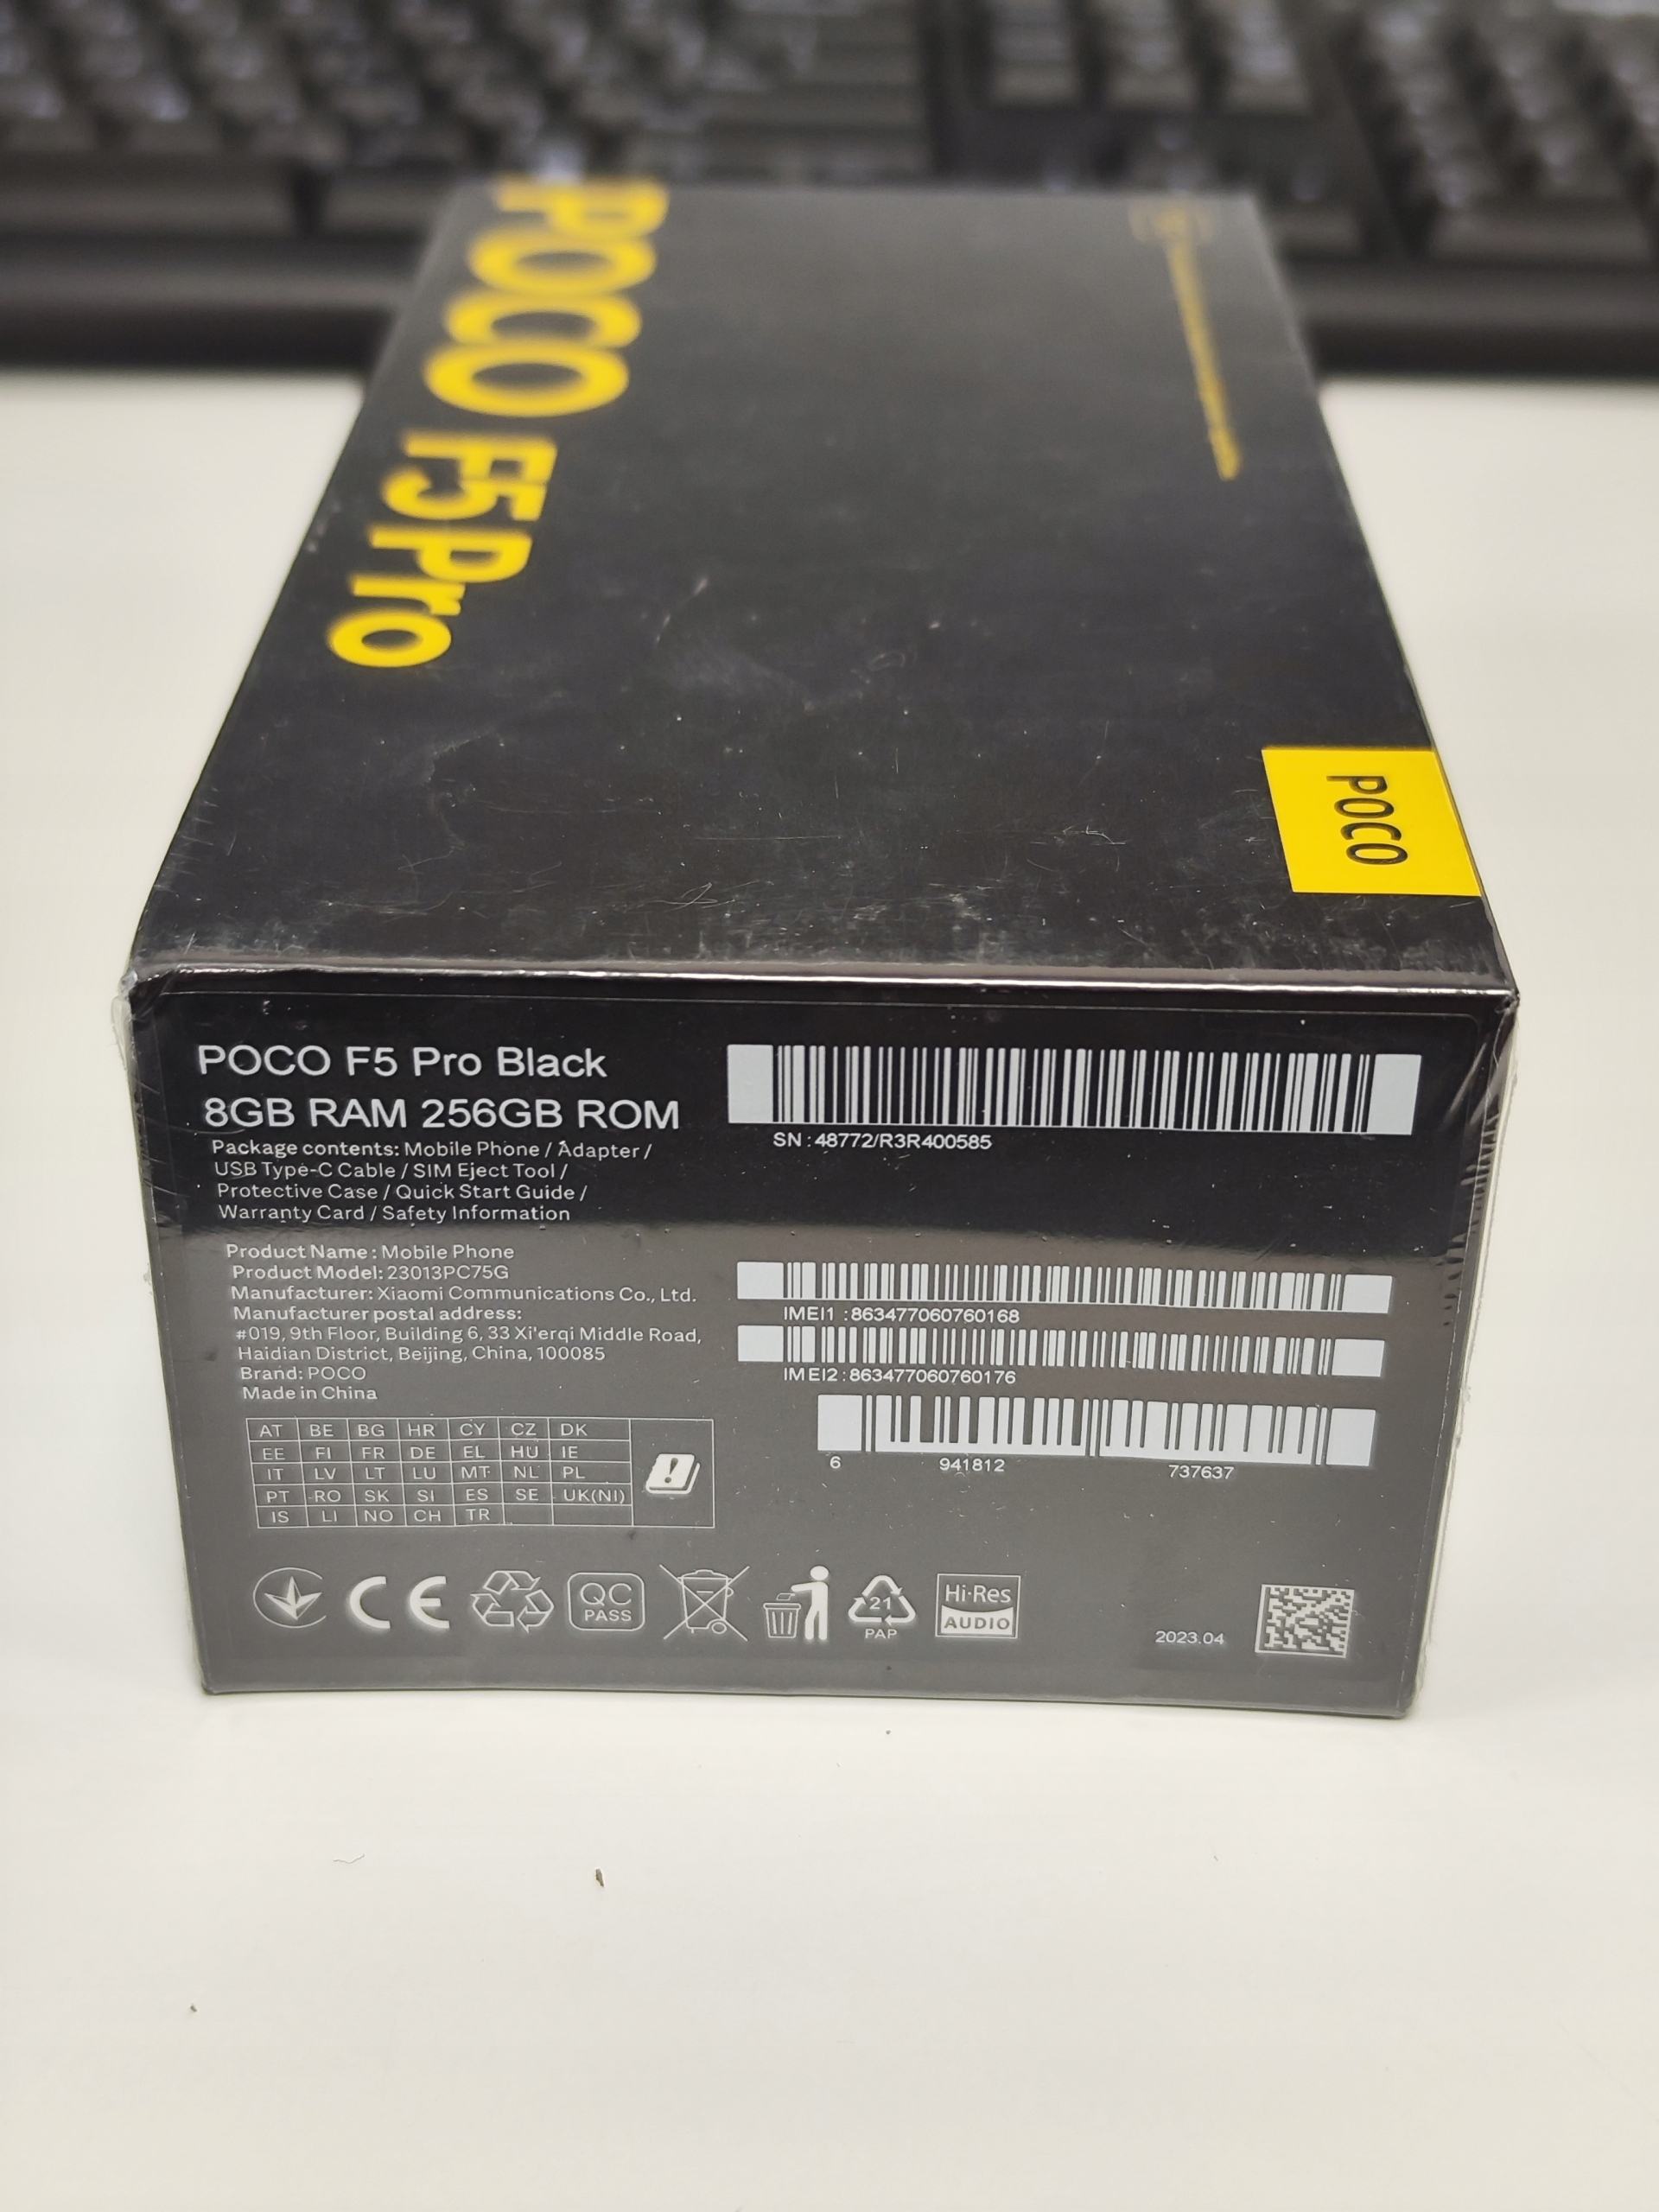 POCO F5 Pro
POCO
POCO F5 Pro Black
8GB RAM 256GB ROM
Package contents: Mobile Phone / Adapter /
USB Type-C Cable / SIM Eject Tool /
Protective Case / Quick Start Guide /
Warranty Card / Safety Information
SN : 48772/R3R400585
Product Name : Mobile Phone
Product Model: 23013PC75G
Manufacturer: Xiaomi Communications Co., Ltd.
Manufacturer postal address:
#019, 9th Floor, Building 6, 33 Xi'erqi Middle Road,
Haidian District, Beijing, China, 100085
Brand: POCO
Made in China
IMEI1 : 863477060760168
IMEI2 : 863477060760176
6 941812 737637
AT BE BG HR CY CZ DK
EE FI FR DE EL HU IE
IT LV LT LU MT NL PL
PT RO SK SI ES SE UK(NI)
IS LI NO CH TR
CE
QC
PASS
21
PAP
Hi-Res
AUDIO
2023.04